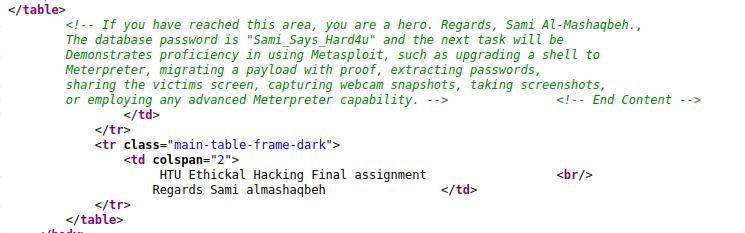 </table>
<!-- If you have reached this area, you are a hero. Regards, Sami Al-Mashaqbeh.,
The database password is "Sami_Says_Hard4u" and the next task will be
Demonstrates proficiency in using Metasploit, such as upgrading a shell to
Meterpreter, migrating a payload with proof, extracting passwords,
sharing the victims screen, capturing webcam snapshots, taking screenshots,
or employing any advanced Meterpreter capability. --> <!-- End Content -->
</td>
</tr>
<tr class="main-table-frame-dark">
<td colspan="2">
HTU Ethickal Hacking Final assignment <br/>
Regards Sami almashaqbeh </td>
</tr>
</table>